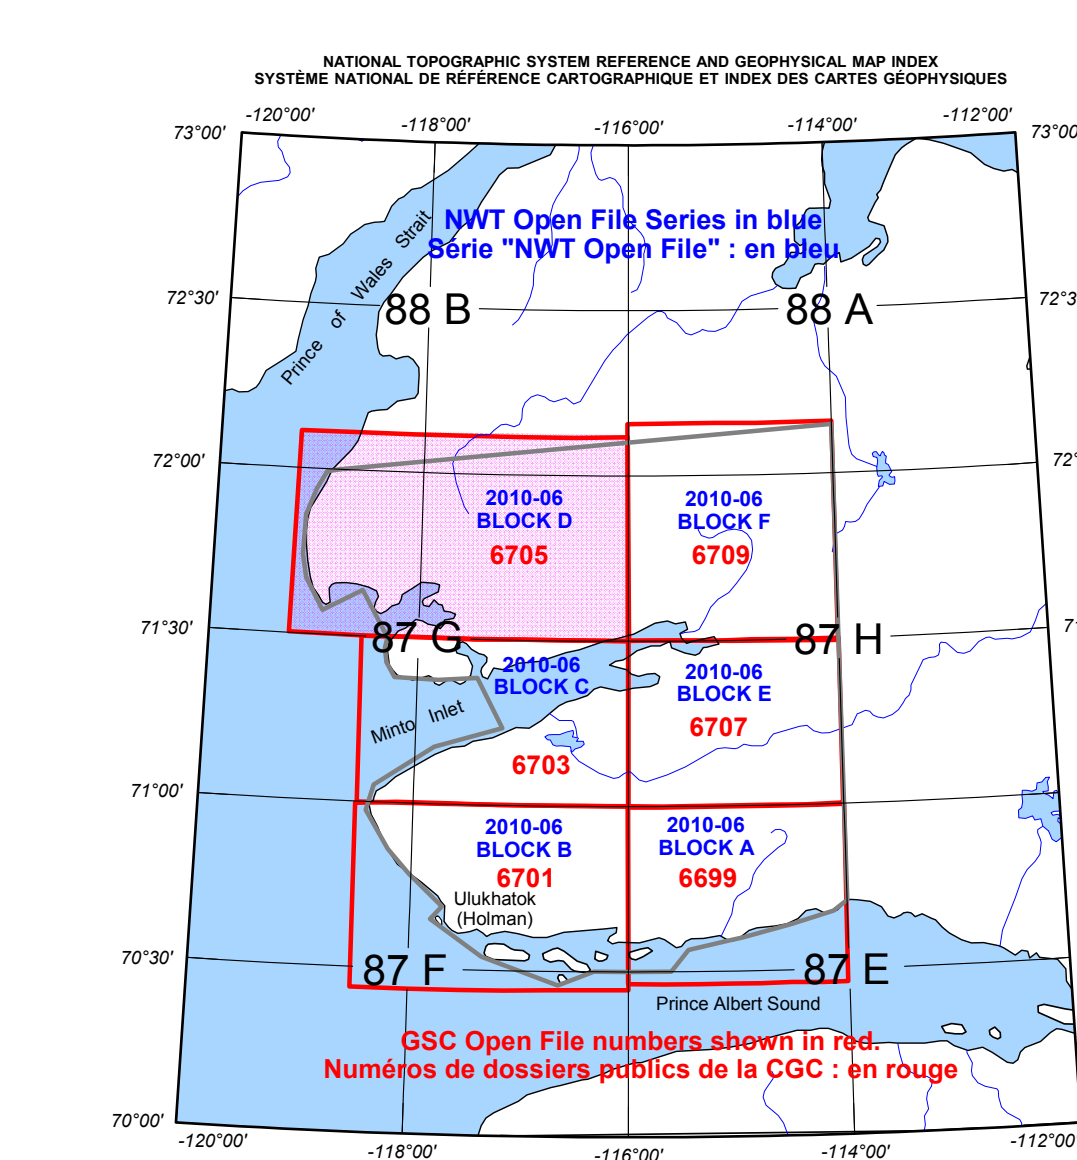 NATIONAL TOPOGRAPHIC SYSTEM REFERENCE AND GEOPHYSICAL MAP INDEX
SYSTÈME NATIONAL DE RÉFÉRENCE CARTOGRAPHIQUE ET INDEX DES CARTES GÉOPHYSIQUES
-120°00' -118°00' -116°00' -114°00' -112°00'
73°00' 73°00'
NWT Open File Series in blue
Série "NWT Open File" : en bleu
Prince of Wales Strait
72°30' 72°3
88 B 88 A
72°00' 72°
2010-06
BLOCK D
6705
2010-06
BLOCK F
6709
71°30' 7
87 G 87 H
2010-06
BLOCK C
2010-06
BLOCK E
6707
Minto Inlet
6703
71°00'
2010-06
BLOCK B
6701
2010-06
BLOCK A
6699
Ulukhatok
(Holman)
70°30'
87 F 87 E
Prince Albert Sound
GSC Open File numbers shown in red.
Numéros de dossiers publics de la CGC : en rouge
70°00'
-120°00' -118°00' -116°00' -114°00' -112°00'